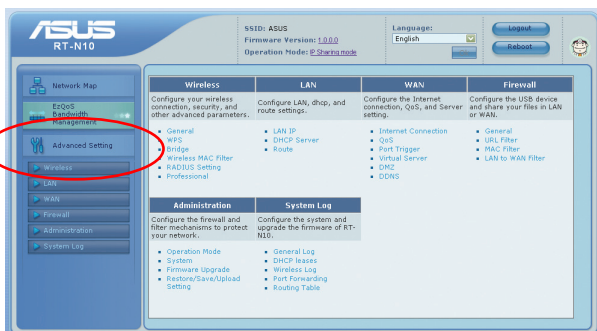 ASUS
RT-N10
SSID: ASUS
Firmware Version: 1.0.0.0
Operation Mode: IP Sharing mode
Language:
English
Logout
Reboot
Network Map
EzQoS
Bandwidth
Management
Advanced Setting
Wireless
LAN
WAN
Firewall
Administration
System Log
Wireless
Configure your wireless
connection, security, and
other advanced parameters.
General
WPS
Bridge
Wireless MAC Filter
RADIUS Setting
Professional
LAN
Configure LAN, dhcp, and
route settings.
LAN IP
DHCP Server
Route
WAN
Configure the Internet
connection, QoS, and Server
setting.
Internet Connection
QoS
Port Trigger
Virtual Server
DMZ
DDNS
Firewall
Configure the USB device
and share your files in LAN
or WAN.
General
URL Filter
MAC Filter
LAN to WAN Filter
Administration
Configure the firewall and
filter mechanisms to protect
your network.
Operation Mode
System
Firmware Upgrade
Restore/Save/Upload
Setting
System Log
Configure the system and
upgrade the firmware of RT-
N10.
General Log
DHCP leases
Wireless Log
Port Forwarding
Routing Table